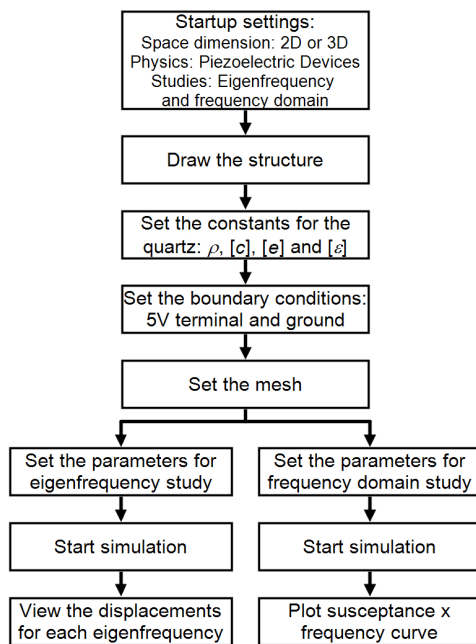 Startup settings:
Space dimension: 2D or 3D
Physics: Piezoelectric Devices
Studies: Eigenfrequency
and frequency domain
Draw the structure
Set the constants for the
quartz: ρ, [c], [e] and [ε]
Set the boundary conditions:
5V terminal and ground
Set the mesh
Set the parameters for
eigenfrequency study
Set the parameters for
frequency domain study
Start simulation
Start simulation
View the displacements
for each eigenfrequency
Plot susceptance x
frequency curve